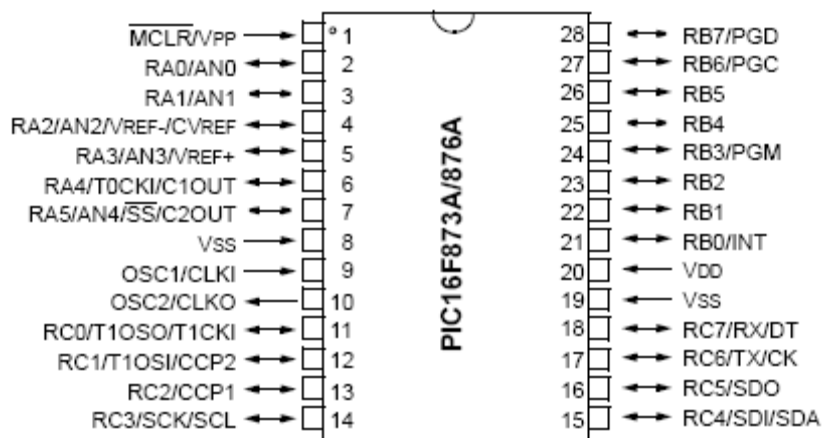 MCLR/VPP 1 28 RB7/PGD
RA0/AN0 2 27 RB6/PGC
RA1/AN1 3 26 RB5
RA2/AN2/VREF-/CVREF 4 25 RB4
RA3/AN3/VREF+ 5 24 RB3/PGM
RA4/T0CKI/C1OUT 6 23 RB2
RA5/AN4/SS/C2OUT 7 22 RB1
VSS 8 21 RB0/INT
OSC1/CLKI 9 20 VDD
OSC2/CLKO 10 19 VSS
RC0/T1OSO/T1CKI 11 18 RC7/RX/DT
RC1/T1OSI/CCP2 12 17 RC6/TX/CK
RC2/CCP1 13 16 RC5/SDO
RC3/SCK/SCL 14 15 RC4/SDI/SDA
PIC16F873A/876A